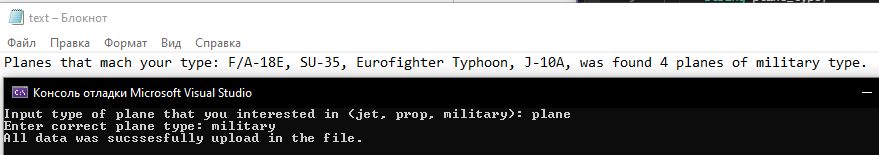 text – Блокнот
Файл Правка Формат Вид Справка
Planes that mach your type: F/A-18E, SU-35, Eurofighter Typhoon, J-10A, was found 4 planes of military type.
Консоль отладки Microsoft Visual Studio
Input type of plane that you interested in (jet, prop, military): plane
Enter correct plane type: military
All data was sucssesfully upload in the file.